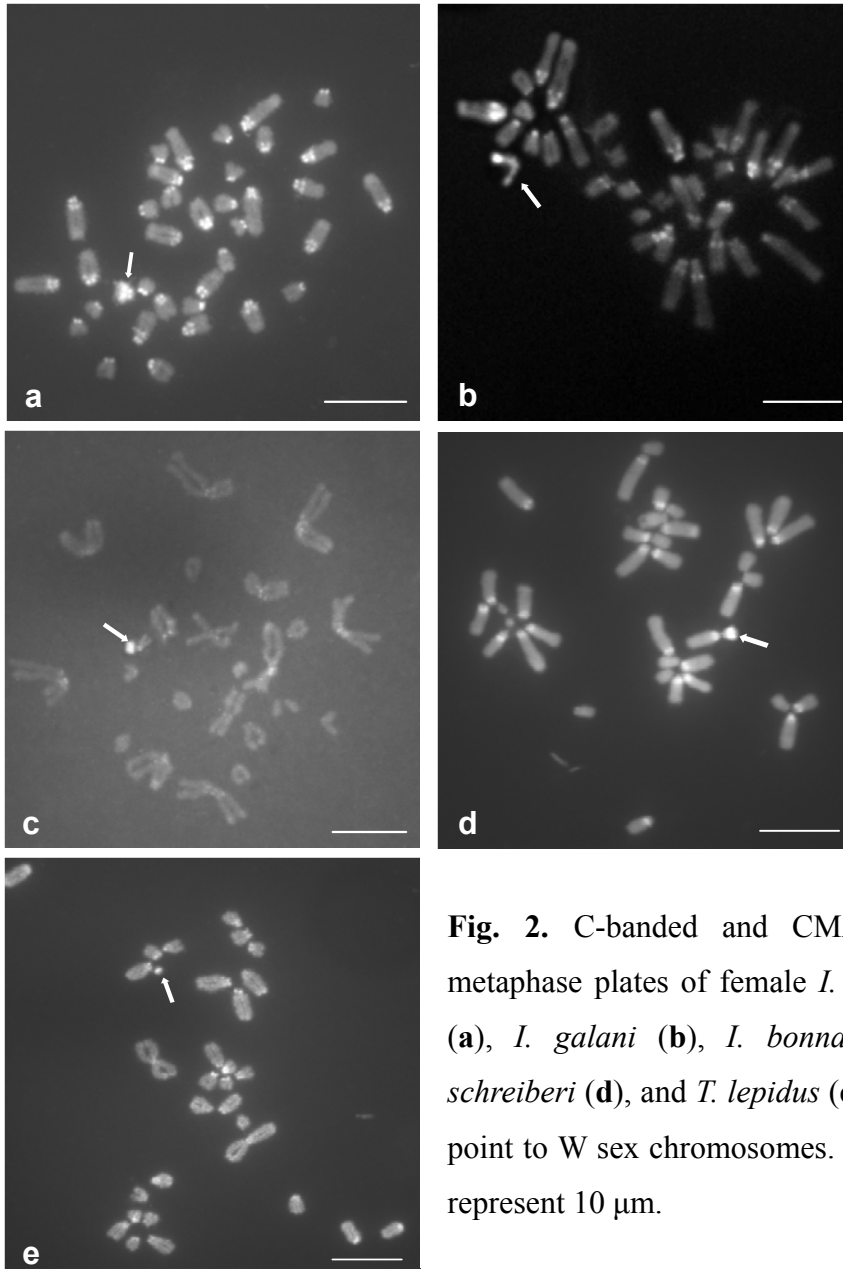 a
b
c
d
e
Fig. 2. C-banded and CM
metaphase plates of female I.
(a), I. galani (b), I. bonna
schreiberi (d), and T. lepidus (
point to W sex chromosomes.
represent 10 μm.